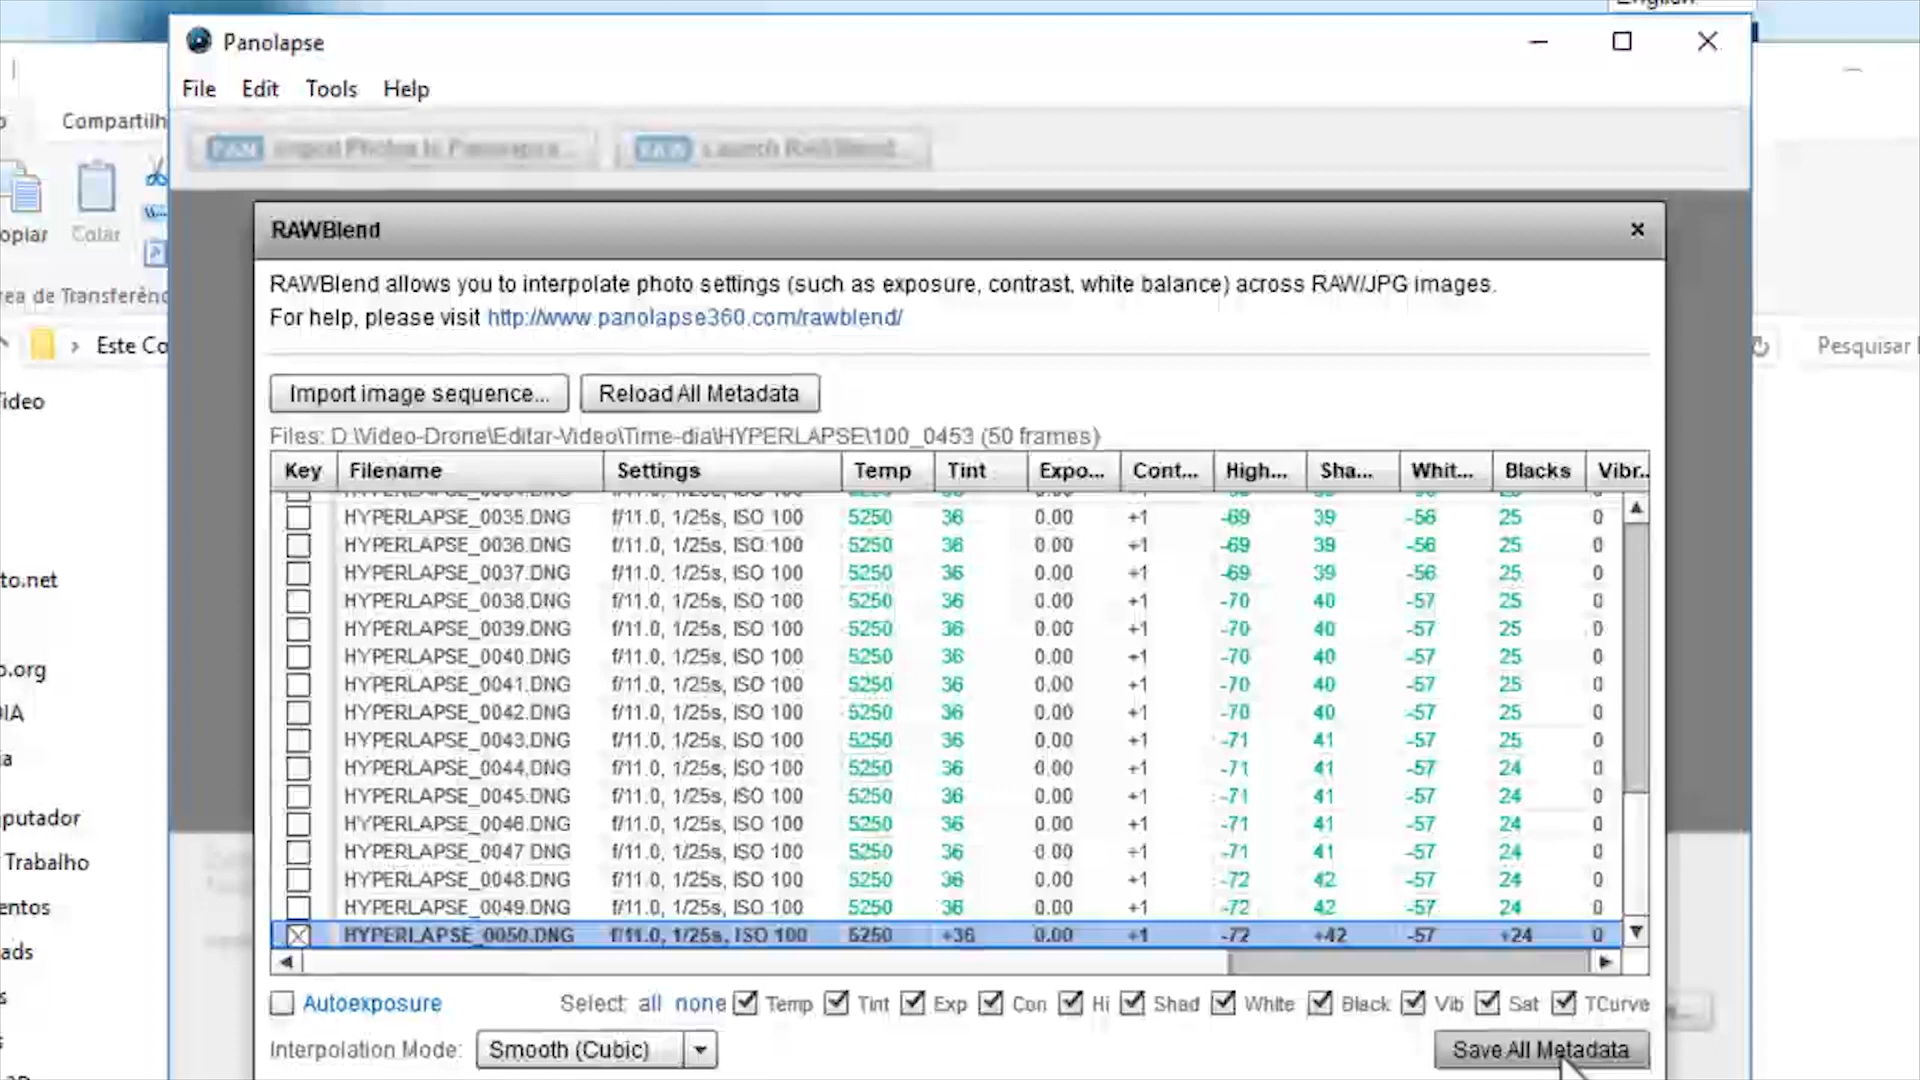 English
Panolapse
File Edit Tools Help
Compartilh
PAN Import Photos to Panolapse...
RAW Launch RAWBlend...
opiar
Colar
rea de Transferênc
Este Co
Pesquisar
RAWBlend
RAWBlend allows you to interpolate photo settings (such as exposure, contrast, white balance) across RAW/JPG images.
For help, please visit http://www.panolapse360.com/rawblend/
Import image sequence... Reload All Metadata
Files: D:\Video-Drone\Editar-Video\Time-dia\HYPERLAPSE\100_0453 (50 frames)
Key Filename Settings Temp Tint Expo... Cont... High... Sha... Whit... Blacks Vibr...
HYPERLAPSE_0035.DNG f/11.0, 1/25s, ISO 100 5250 36 0.00 +1 -69 39 -56 25 0
HYPERLAPSE_0036.DNG f/11.0, 1/25s, ISO 100 5250 36 0.00 +1 -69 39 -56 25 0
HYPERLAPSE_0037.DNG f/11.0, 1/25s, ISO 100 5250 36 0.00 +1 -69 39 -56 25 0
HYPERLAPSE_0038.DNG f/11.0, 1/25s, ISO 100 5250 36 0.00 +1 -70 40 -57 25 0
HYPERLAPSE_0039.DNG f/11.0, 1/25s, ISO 100 5250 36 0.00 +1 -70 40 -57 25 0
HYPERLAPSE_0040.DNG f/11.0, 1/25s, ISO 100 5250 36 0.00 +1 -70 40 -57 25 0
HYPERLAPSE_0041.DNG f/11.0, 1/25s, ISO 100 5250 36 0.00 +1 -70 40 -57 25 0
HYPERLAPSE_0042.DNG f/11.0, 1/25s, ISO 100 5250 36 0.00 +1 -70 40 -57 25 0
HYPERLAPSE_0043.DNG f/11.0, 1/25s, ISO 100 5250 36 0.00 +1 -71 41 -57 25 0
HYPERLAPSE_0044.DNG f/11.0, 1/25s, ISO 100 5250 36 0.00 +1 -71 41 -57 24 0
HYPERLAPSE_0045.DNG f/11.0, 1/25s, ISO 100 5250 36 0.00 +1 -71 41 -57 24 0
HYPERLAPSE_0046.DNG f/11.0, 1/25s, ISO 100 5250 36 0.00 +1 -71 41 -57 24 0
HYPERLAPSE_0047.DNG f/11.0, 1/25s, ISO 100 5250 36 0.00 +1 -71 41 -57 24 0
HYPERLAPSE_0048.DNG f/11.0, 1/25s, ISO 100 5250 36 0.00 +1 -72 42 -57 24 0
HYPERLAPSE_0049.DNG f/11.0, 1/25s, ISO 100 5250 36 0.00 +1 -72 42 -57 24 0
HYPERLAPSE_0050.DNG f/11.0, 1/25s, ISO 100 5250 +36 0.00 +1 -72 +42 -57 +24 0
Autoexposure Select: all none Temp Tint Exp Con Hi Shad White Black Vib Sat TCurve
Interpolation Mode: Smooth (Cubic) Save All Metadata
ídeo
to.net
o.org
DIA
a
putador
Trabalho
entos
ads
s